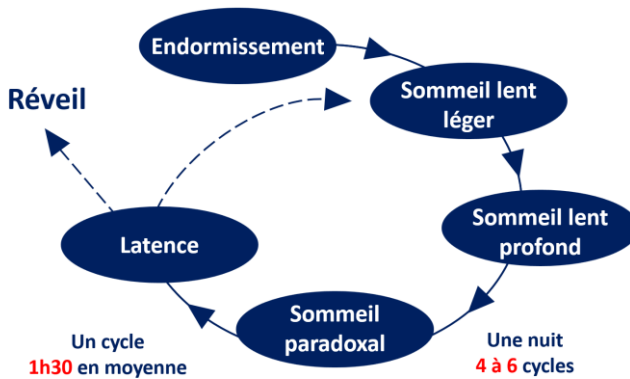 Endormissement
Sommeil lent
léger
Réveil
Sommeil lent
profond
Latence
Sommeil
paradoxal
Un cycle
1h30 en moyenne
Une nuit
4 à 6 cycles